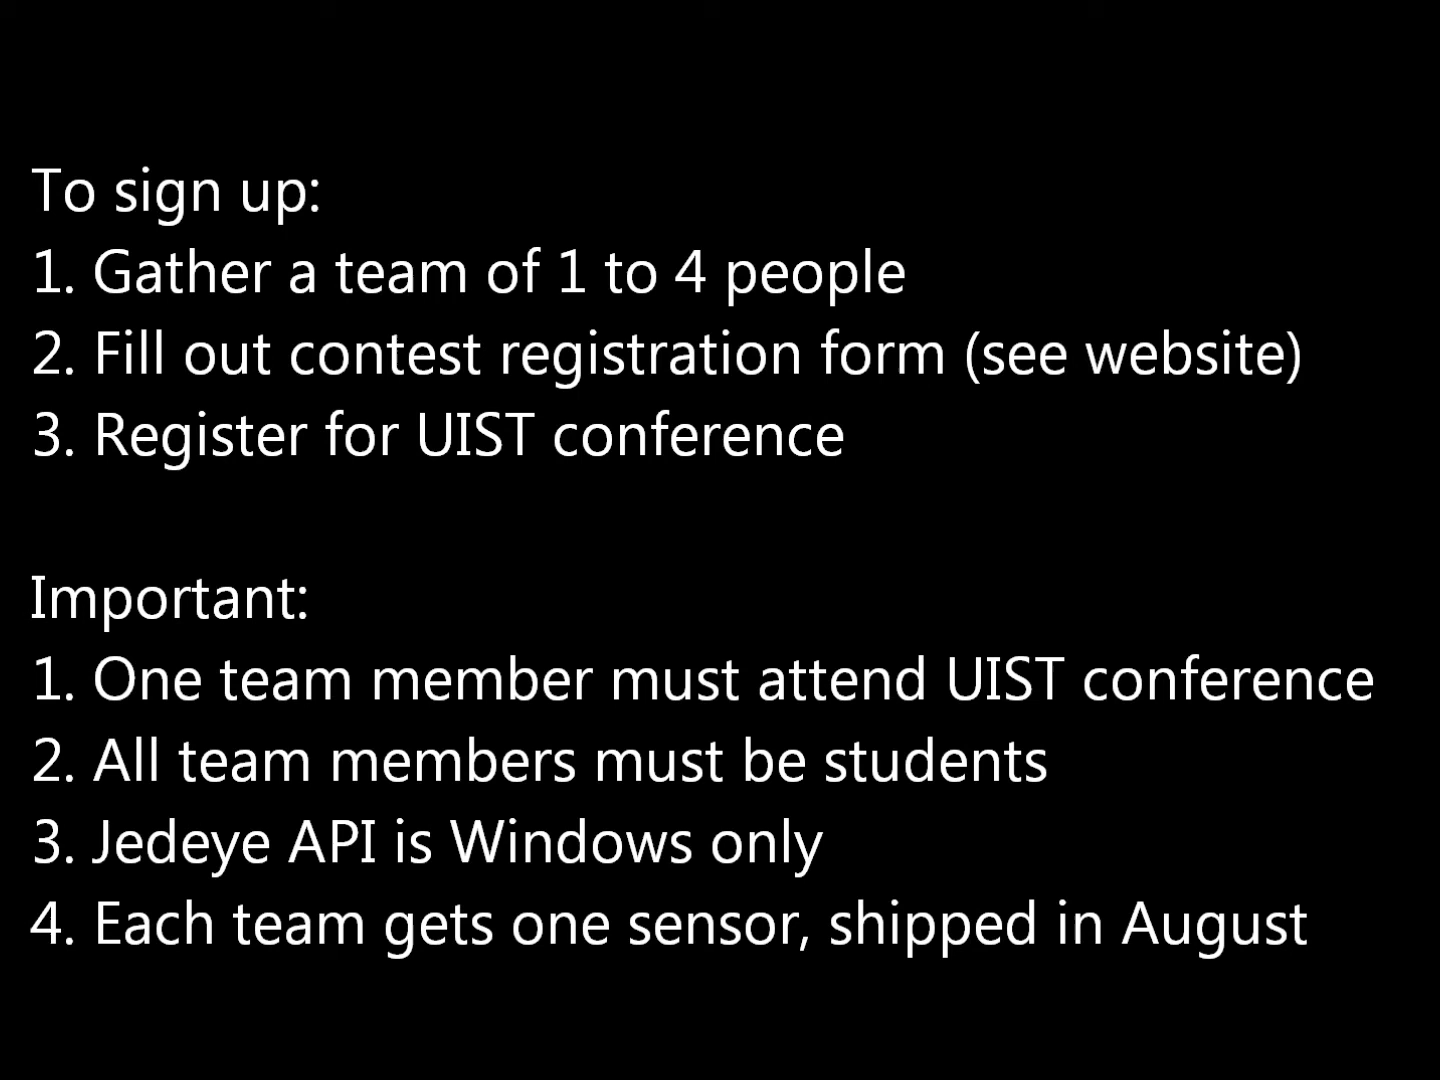 To sign up:
1. Gather a team of 1 to 4 people
2. Fill out contest registration form (see website)
3. Register for UIST conference
Important:
1. One team member must attend UIST conference
2. All team members must be students
3. Jedeye API is Windows only
4. Each team gets one sensor, shipped in August